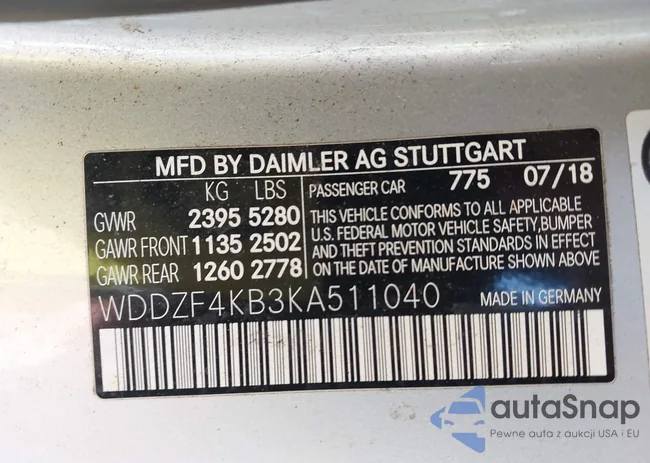 MFD BY DAIMLER AG STUTTGART
KG LBS PASSENGER CAR 775 07/18
GVWR 2395 5280 THIS VEHICLE CONFORMS TO ALL APPLICABLE
U.S. FEDERAL MOTOR VEHICLE SAFETY, BUMPER
GAWR FRONT 1135 2502 AND THEFT PREVENTION STANDARDS IN EFFECT
GAWR REAR 1260 2778 ON THE DATE OF MANUFACTURE SHOWN ABOVE
WDDZF4KB3KA511040 MADE IN GERMANY
autaSnap
Pewne auta z aukcji USA i EU